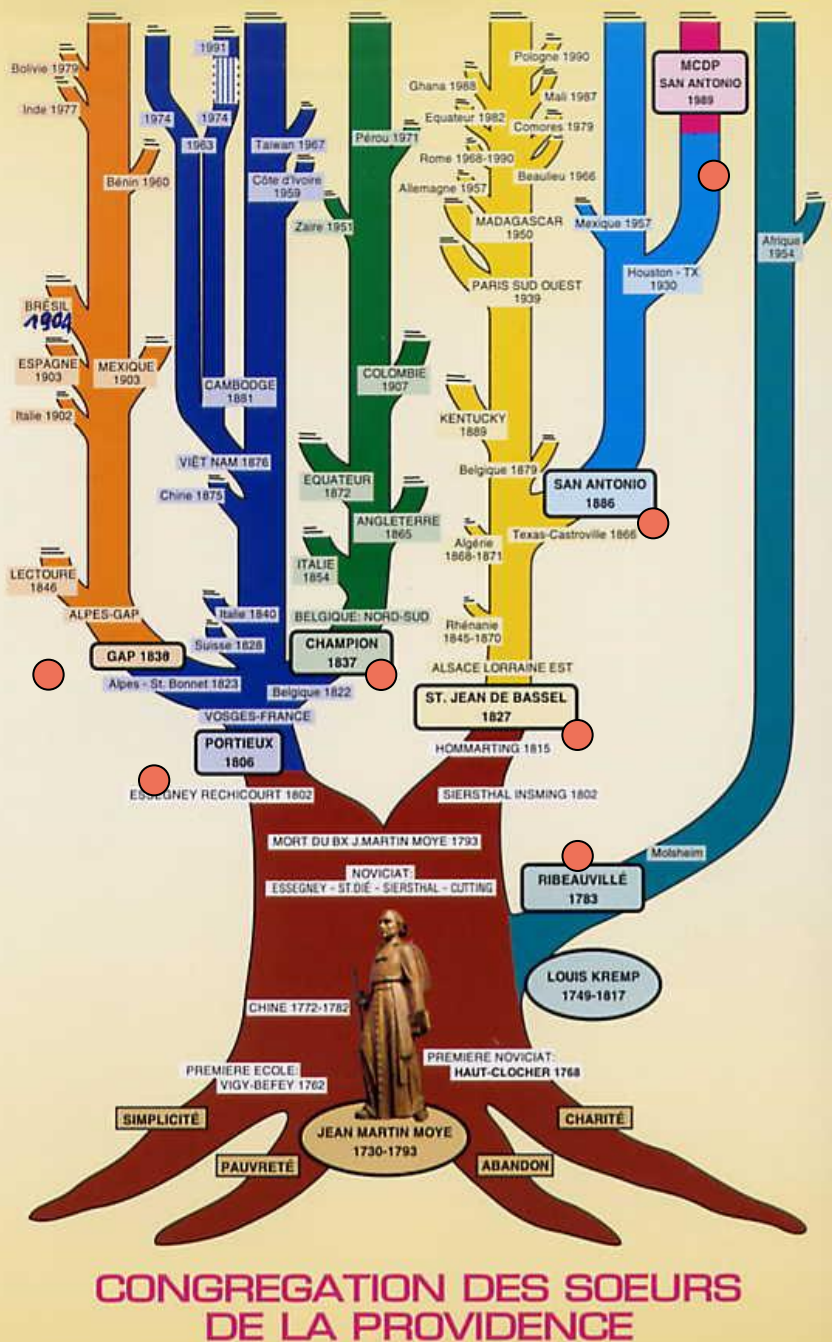 1991
Bolivie 1979
Inde 1977
1974
1974
1963
Taiwan 1967
Bénin 1960
Côte d'Ivoire
1959
Pérou 1971
Zaire 1951
Pologne 1990
Ghana 1988
Mali 1987
Equateur 1982
Comores 1979
Rome 1968-1990
Beaulieu 1966
Allemagne 1957
MADAGASCAR
1950
PARIS SUD OUEST
1939
MCDP
SAN ANTONIO
1989
Mexique 1957
Houston - TX
1930
Afrique
1954
BRÉSIL
1904
ESPAGNE
1903
MEXIQUE
1903
Italie 1902
CAMBODGE
1881
VIÊT NAM 1876
Chine 1875
COLOMBIE
1907
EQUATEUR
1872
ANGLETERRE
1865
ITALIE
1854
KENTUCKY
1889
Belgique 1879
SAN ANTONIO
1886
Texas-Castroville 1866
Algérie
1868-1871
LECTOURE
1846
ALPES-GAP
GAP 1838
Italie 1840
Suisse 1828
Alpes - St. Bonnet 1823
BELGIQUE: NORD-SUD
CHAMPION
1837
Belgique 1822
VOSGES-FRANCE
PORTIEUX
1806
Rhénanie
1845-1870
ALSACE LORRAINE EST
ST. JEAN DE BASSEL
1827
HOMMARTING 1815
ESSEGNEY RECHICOURT 1802
SIERSTHAL INSMING 1802
MORT DU BX J.MARTIN MOYE 1793
NOVICIAT:
ESSEGNEY - ST.DIÉ - SIERSTHAL - CUTTING
Molsheim
RIBEAUVILLÉ
1783
LOUIS KREMP
1749-1817
CHINE 1772-1782
PREMIERE ECOLE:
VIGY-BEFEY 1762
PREMIERE NOVICIAT:
HAUT-CLOCHER 1768
SIMPLICITÉ
PAUVRETÉ
JEAN MARTIN MOYE
1730-1793
ABANDON
CHARITÉ
CONGREGATION DES SOEURS
DE LA PROVIDENCE